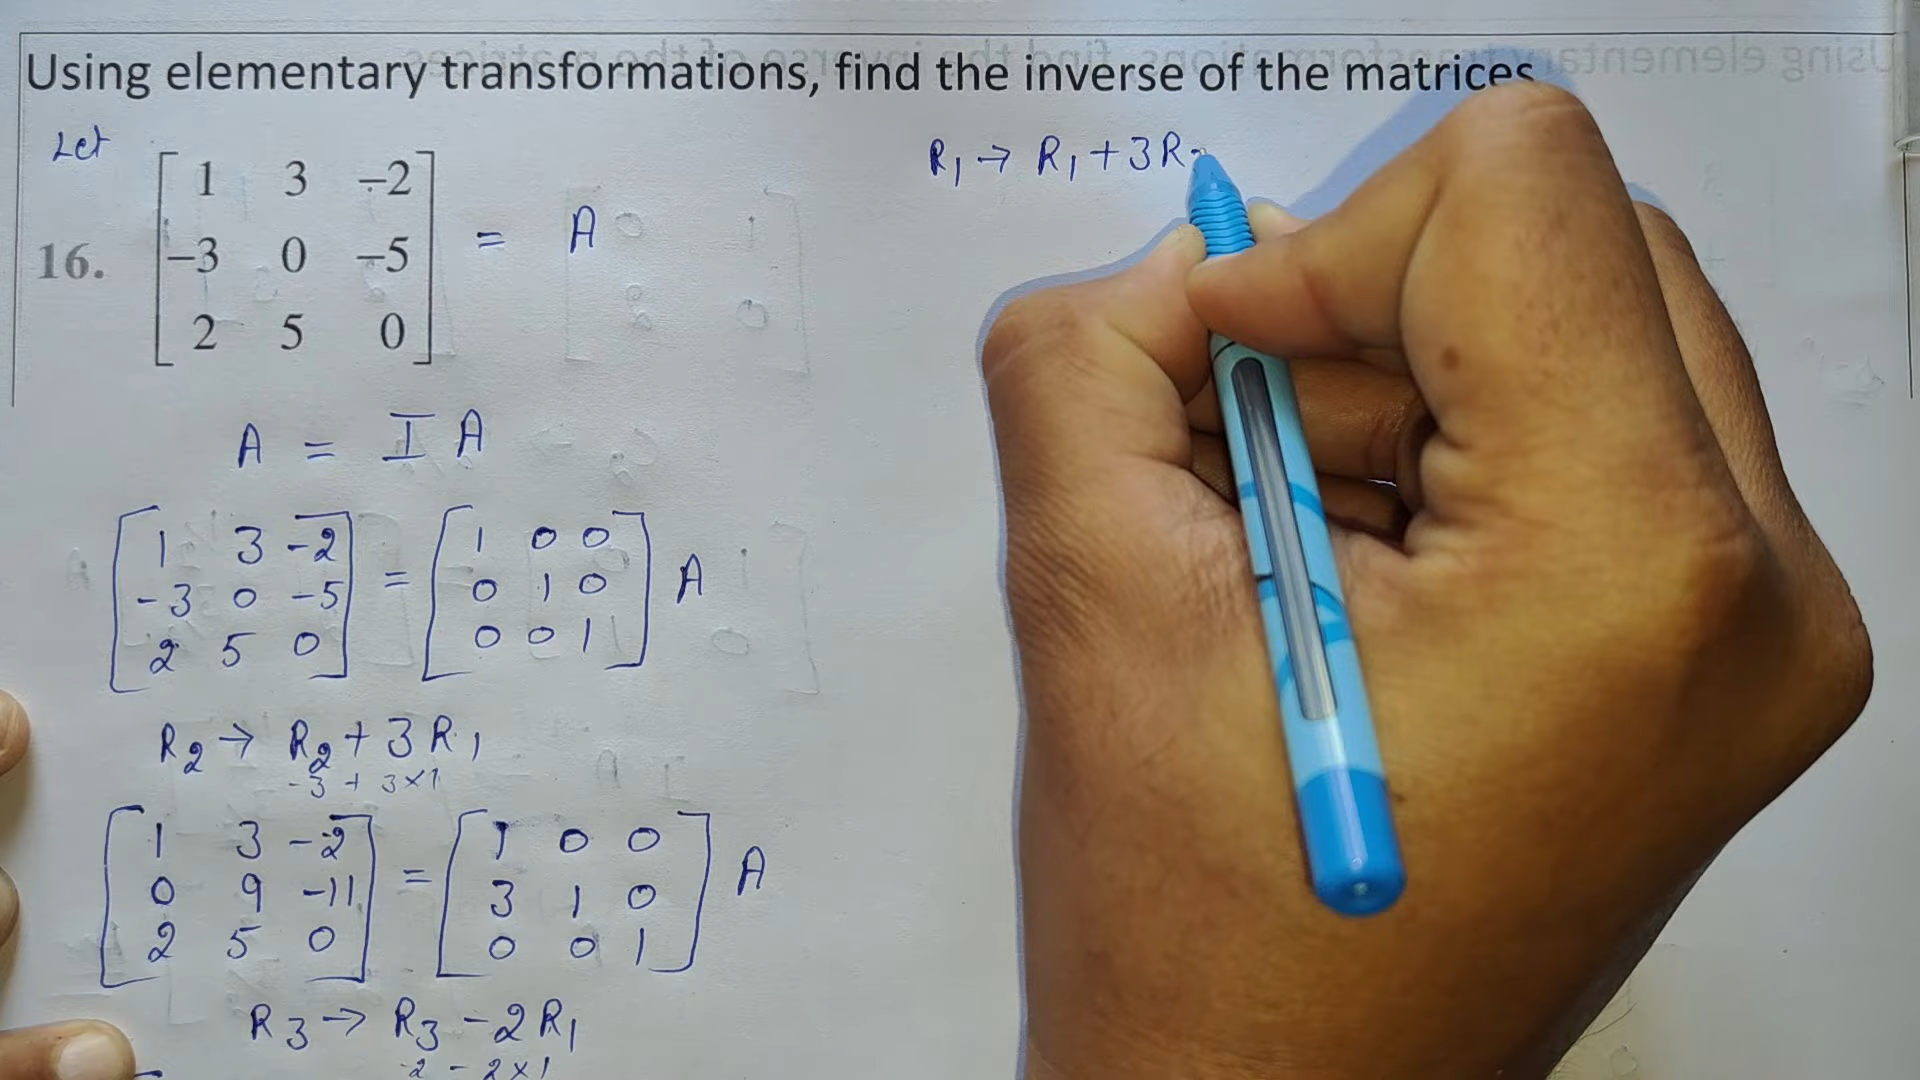 Using elementary transformations, find the inverse of the matrices
Let
16.
1 3 -2
-3 0 -5 = A
2 5 0
A = I A
1 3 -2 1 0 0
-3 0 -5 = 0 1 0 A
2 5 0 0 0 1
R2 → R2 + 3R1
-3 + 3×1
1 3 -2 1 0 0
0 9 -11 = 3 1 0 A
2 5 0 0 0 1
R3 → R3 - 2R1
2 - 2×1
R1 → R1 + 3R